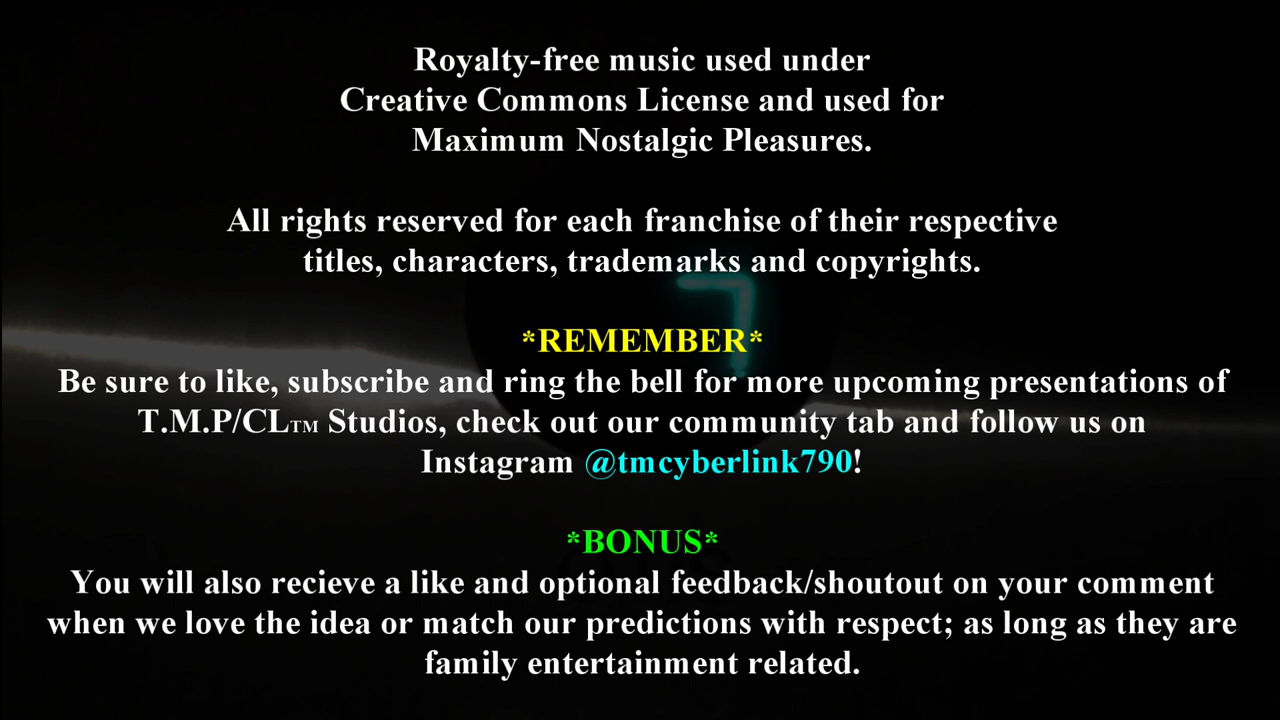 Royalty-free music used under
Creative Commons License and used for
Maximum Nostalgic Pleasures.
All rights reserved for each franchise of their respective
titles, characters, trademarks and copyrights.
*REMEMBER*
Be sure to like, subscribe and ring the bell for more upcoming presentations of
T.M.P/CL™ Studios, check out our community tab and follow us on
Instagram @tmcyberlink790!
*BONUS*
You will also recieve a like and optional feedback/shoutout on your comment
when we love the idea or match our predictions with respect; as long as they are
family entertainment related.